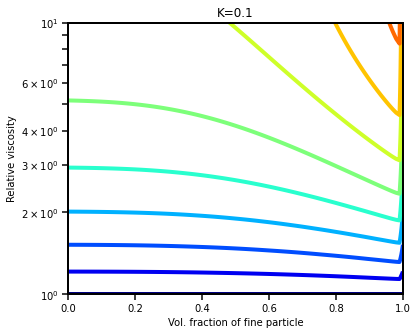 K=0.1
10¹
6 × 10⁰
4 × 10⁰
3 × 10⁰
2 × 10⁰
10⁰
Relative viscosity
0.0 0.2 0.4 0.6 0.8 1.0
Vol. fraction of fine particle